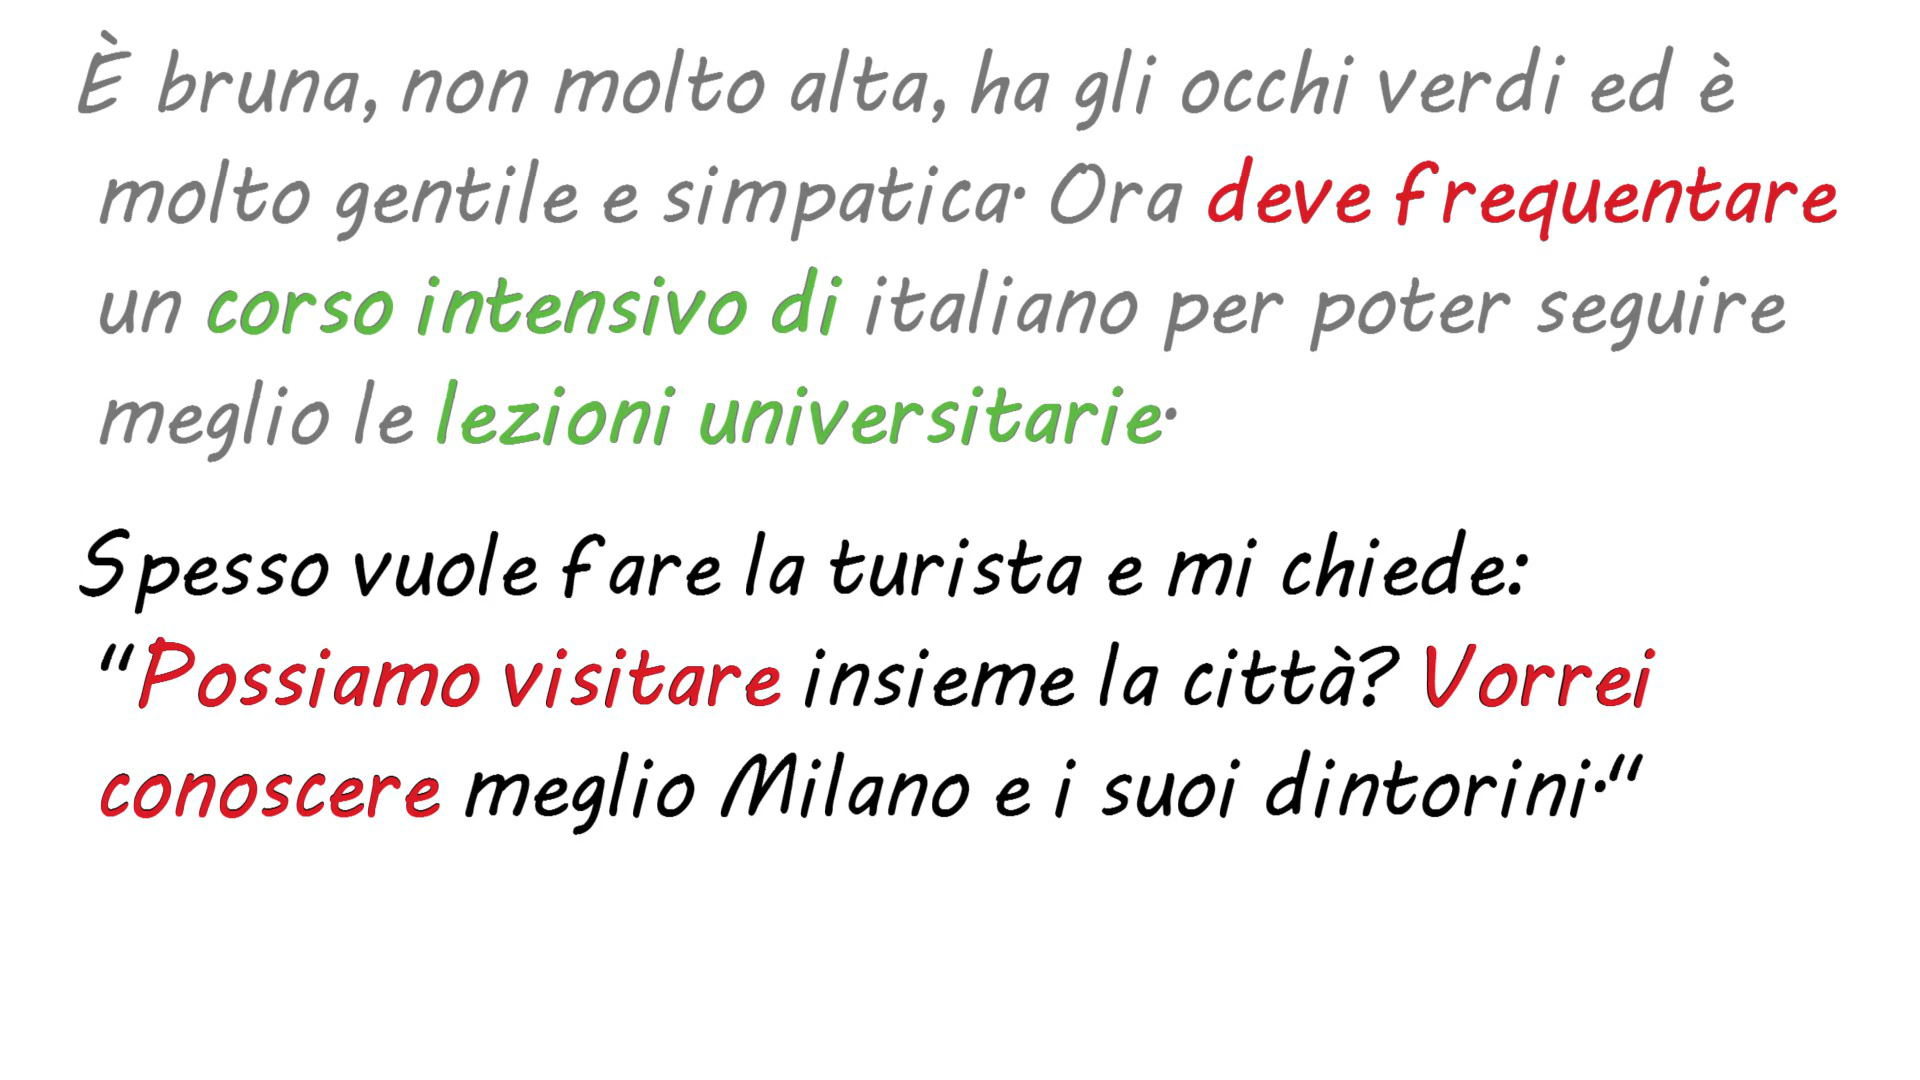 È bruna, non molto alta, ha gli occhi verdi ed è
molto gentile e simpatica. Ora deve frequentare
un corso intensivo di italiano per poter seguire
meglio le lezioni universitarie.
Spesso vuole fare la turista e mi chiede:
“Possiamo visitare insieme la città? Vorrei
conoscere meglio Milano e i suoi dintorini.“